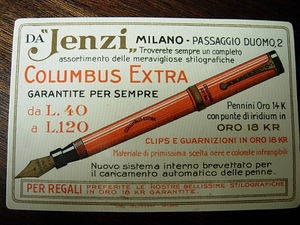 DA "Jenzi" MILANO - PASSAGGIO DUOMO, 2
Troverete sempre un completo
assortimento delle meravigliose stilografiche
COLUMBUS EXTRA
GARANTITE PER SEMPRE
da L. 40
a L. 120
Pennini Oro 14 K
con punte di iridium in
ORO 18 KR
COLUMBUS EXTRA
CLIPS E GUARNIZIONI IN ORO 18 KR
Materiale di primissima scelta nere e colorate infrangibili
Nuovo sistema interno brevettato per
il caricamento automatico delle penne.
PER REGALI PREFERITE LE NOSTRE BELLISSIME STILOGRAFICHE
IN ORO 18 KR GARANTITE.